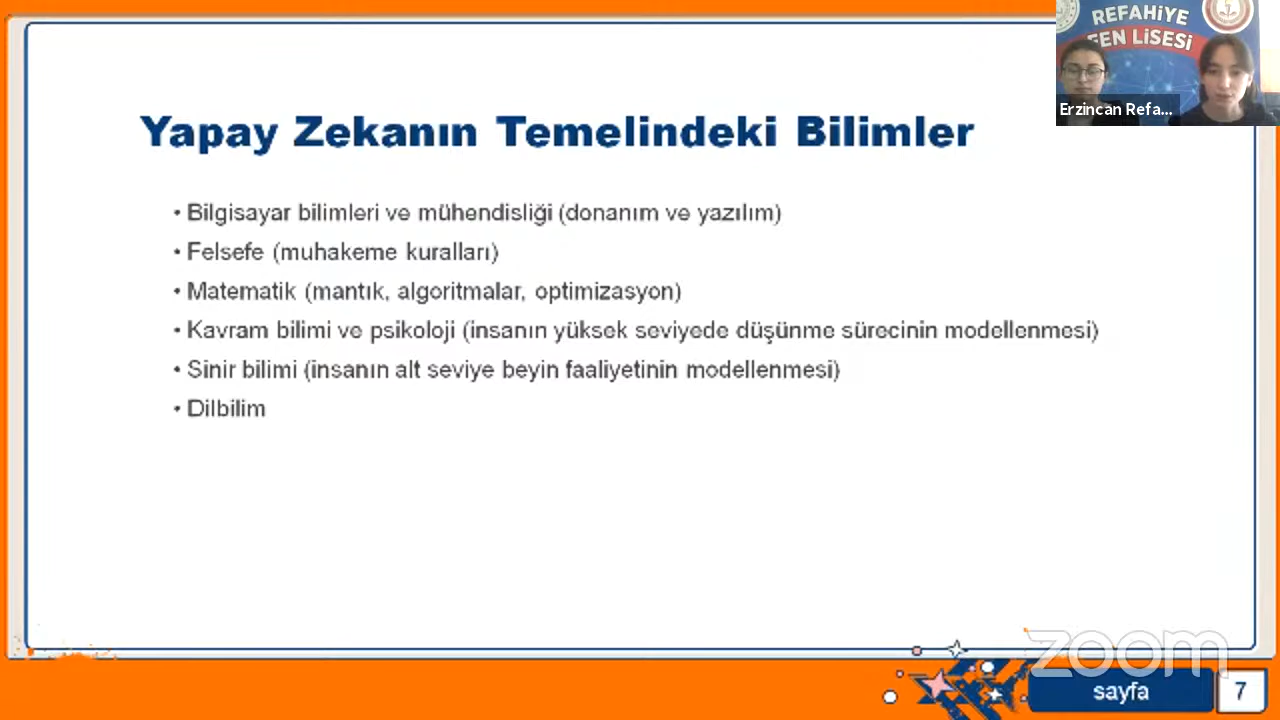 REFAHİYE
FEN LİSESİ
Erzincan Refa...
Yapay Zekanın Temelindeki Bilimler
• Bilgisayar bilimleri ve mühendisliği (donanım ve yazılım)
• Felsefe (muhakeme kuralları)
• Matematik (mantık, algoritmalar, optimizasyon)
• Kavram bilimi ve psikoloji (insanın yüksek seviyede düşünme sürecinin modellenmesi)
• Sinir bilimi (insanın alt seviye beyin faaliyetinin modellenmesi)
• Dilbilim
zoom
sayfa 7